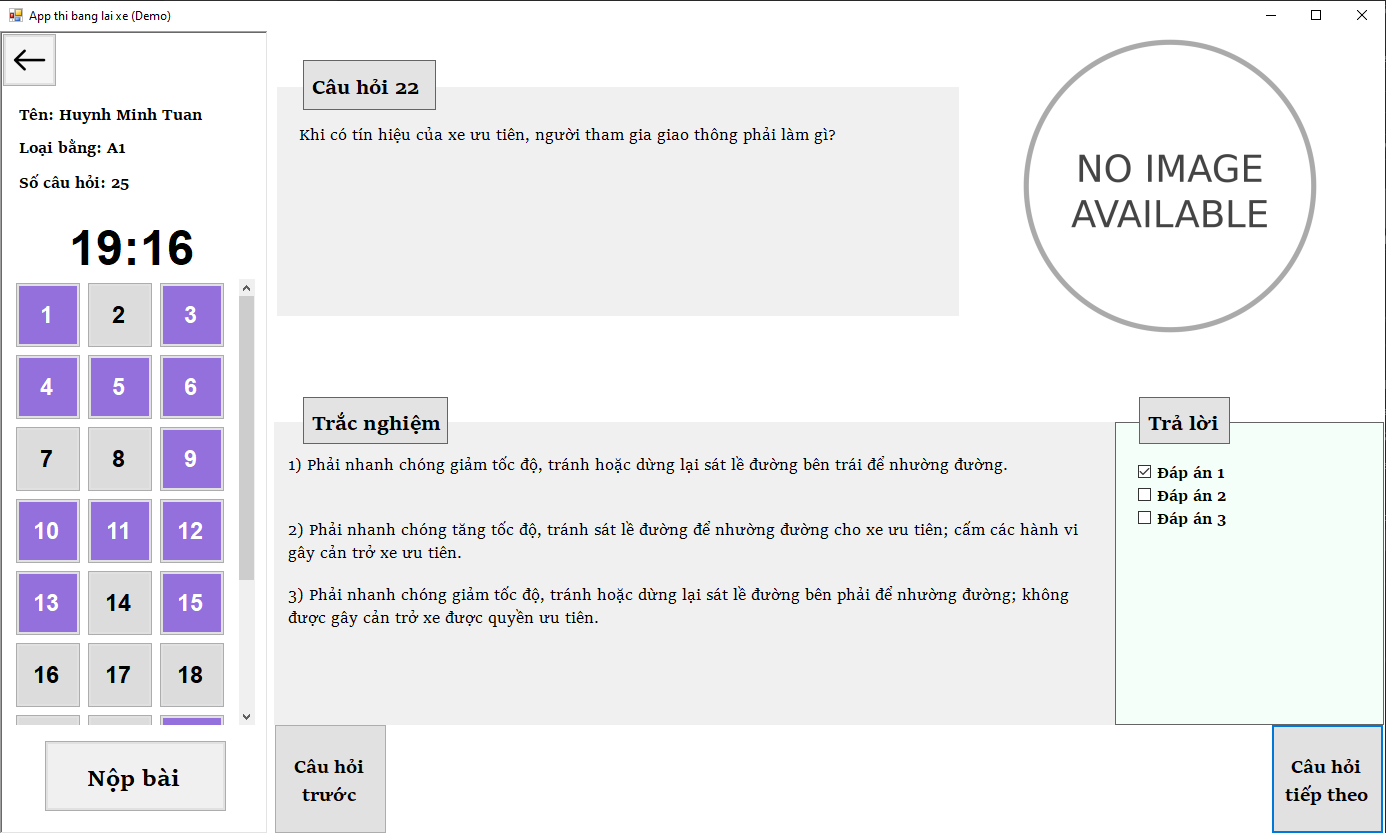 App thi bang lai xe (Demo)
Tên: Huynh Minh Tuan
Loại bằng: A1
Số câu hỏi: 25
19:16
1 2 3
4 5 6
7 8 9
10 11 12
13 14 15
16 17 18
Nộp bài
Câu hỏi 22
Khi có tín hiệu của xe ưu tiên, người tham gia giao thông phải làm gì?
NO IMAGE
AVAILABLE
Trắc nghiệm
1) Phải nhanh chóng giảm tốc độ, tránh hoặc dừng lại sát lề đường bên trái để nhường đường.
2) Phải nhanh chóng tăng tốc độ, tránh sát lề đường để nhường đường cho xe ưu tiên; cấm các hành vi
gây cản trở xe ưu tiên.
3) Phải nhanh chóng giảm tốc độ, tránh hoặc dừng lại sát lề đường bên phải để nhường đường; không
được gây cản trở xe được quyền ưu tiên.
Trả lời
Đáp án 1
Đáp án 2
Đáp án 3
Câu hỏi
trước
Câu hỏi
tiếp theo